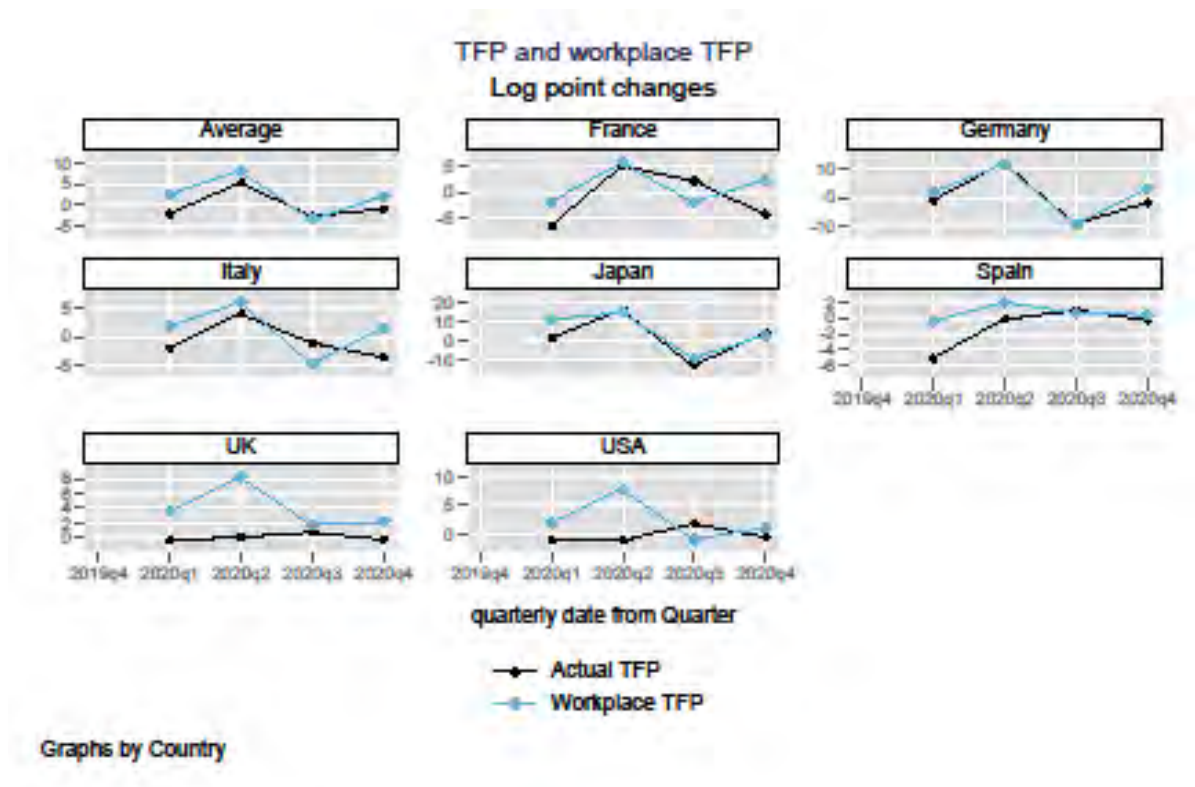 TFP and workplace TFP
Log point changes
Average
France
Germany
10
5
0
-5
5
0
-5
10
0
-10
Italy
Japan
Spain
5
0
-5
20
10
0
-10
2
0
2019q4 2020q1 2020q2 2020q3 2020q4
UK
USA
8
6
4
2
0
10
5
0
2019q4 2020q1 2020q2 2020q3 2020q4
2019q4 2020q1 2020q2 2020q3 2020q4
quarterly date from Quarter
Actual TFP
Workplace TFP
Graphs by Country